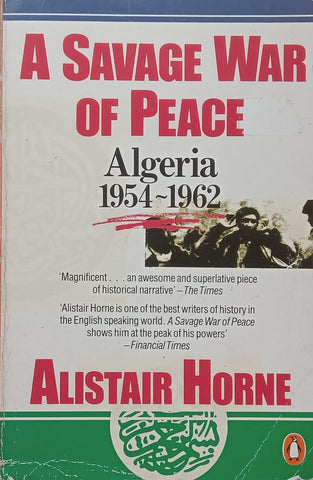 A SAVAGE WAR
OF PEACE
Algeria
1954~1962
'Magnificent . . . an awesome and superlative piece
of historical narrative' – The Times
'Alistair Horne is one of the best writers of history in
the English speaking world. A Savage War of Peace
shows him at the peak of his powers'
– Financial Times
ALISTAIR HORNE